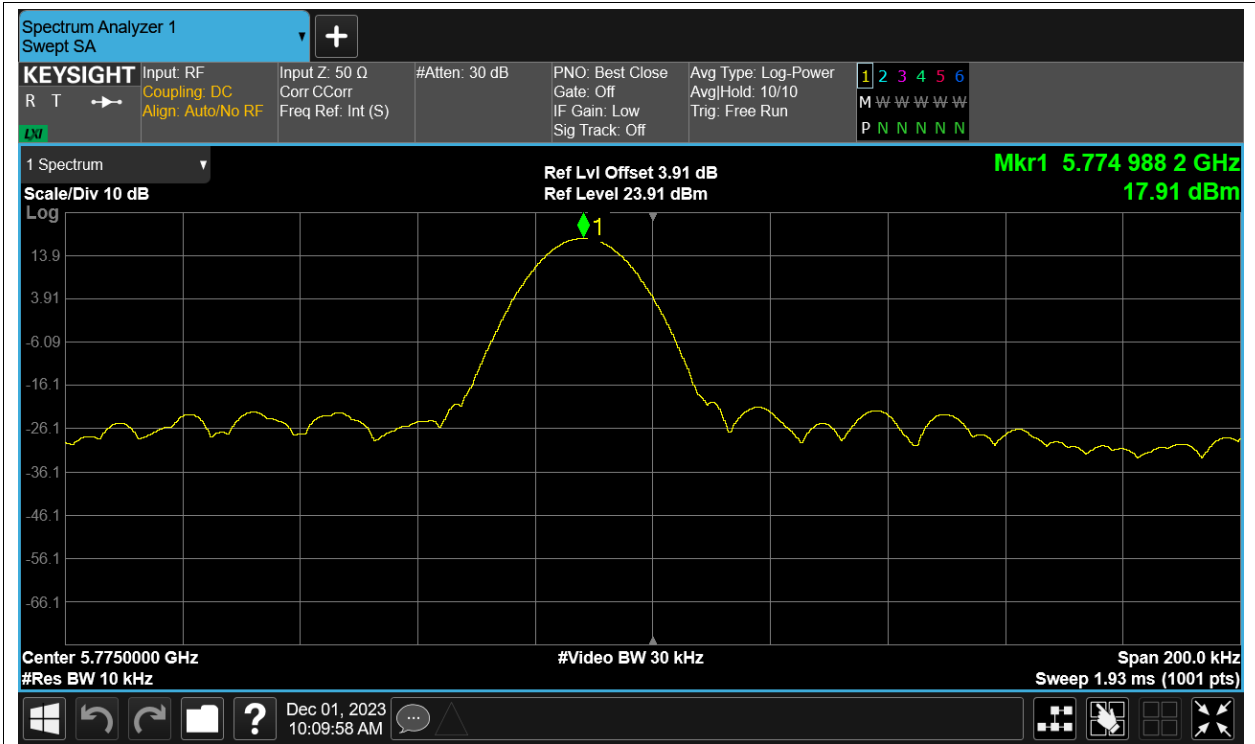 Spectrum Analyzer 1
Swept SA
KEYSIGHT
R T
LXI
Input: RF
Coupling: DC
Align: Auto/No RF
Input Z: 50 Ω
Corr CCorr
Freq Ref: Int (S)
#Atten: 30 dB
PNO: Best Close
Gate: Off
IF Gain: Low
Sig Track: Off
Avg Type: Log-Power
Avg|Hold: 10/10
Trig: Free Run
1 2 3 4 5 6
M W W W W W
P N N N N N
1 Spectrum
Scale/Div 10 dB
Log
Ref Lvl Offset 3.91 dB
Ref Level 23.91 dBm
Mkr1 5.774 988 2 GHz
17.91 dBm
1
13.9
3.91
-6.09
-16.1
-26.1
-36.1
-46.1
-56.1
-66.1
Center 5.7750000 GHz
#Res BW 10 kHz
#Video BW 30 kHz
Span 200.0 kHz
Sweep 1.93 ms (1001 pts)
?
Dec 01, 2023
10:09:58 AM